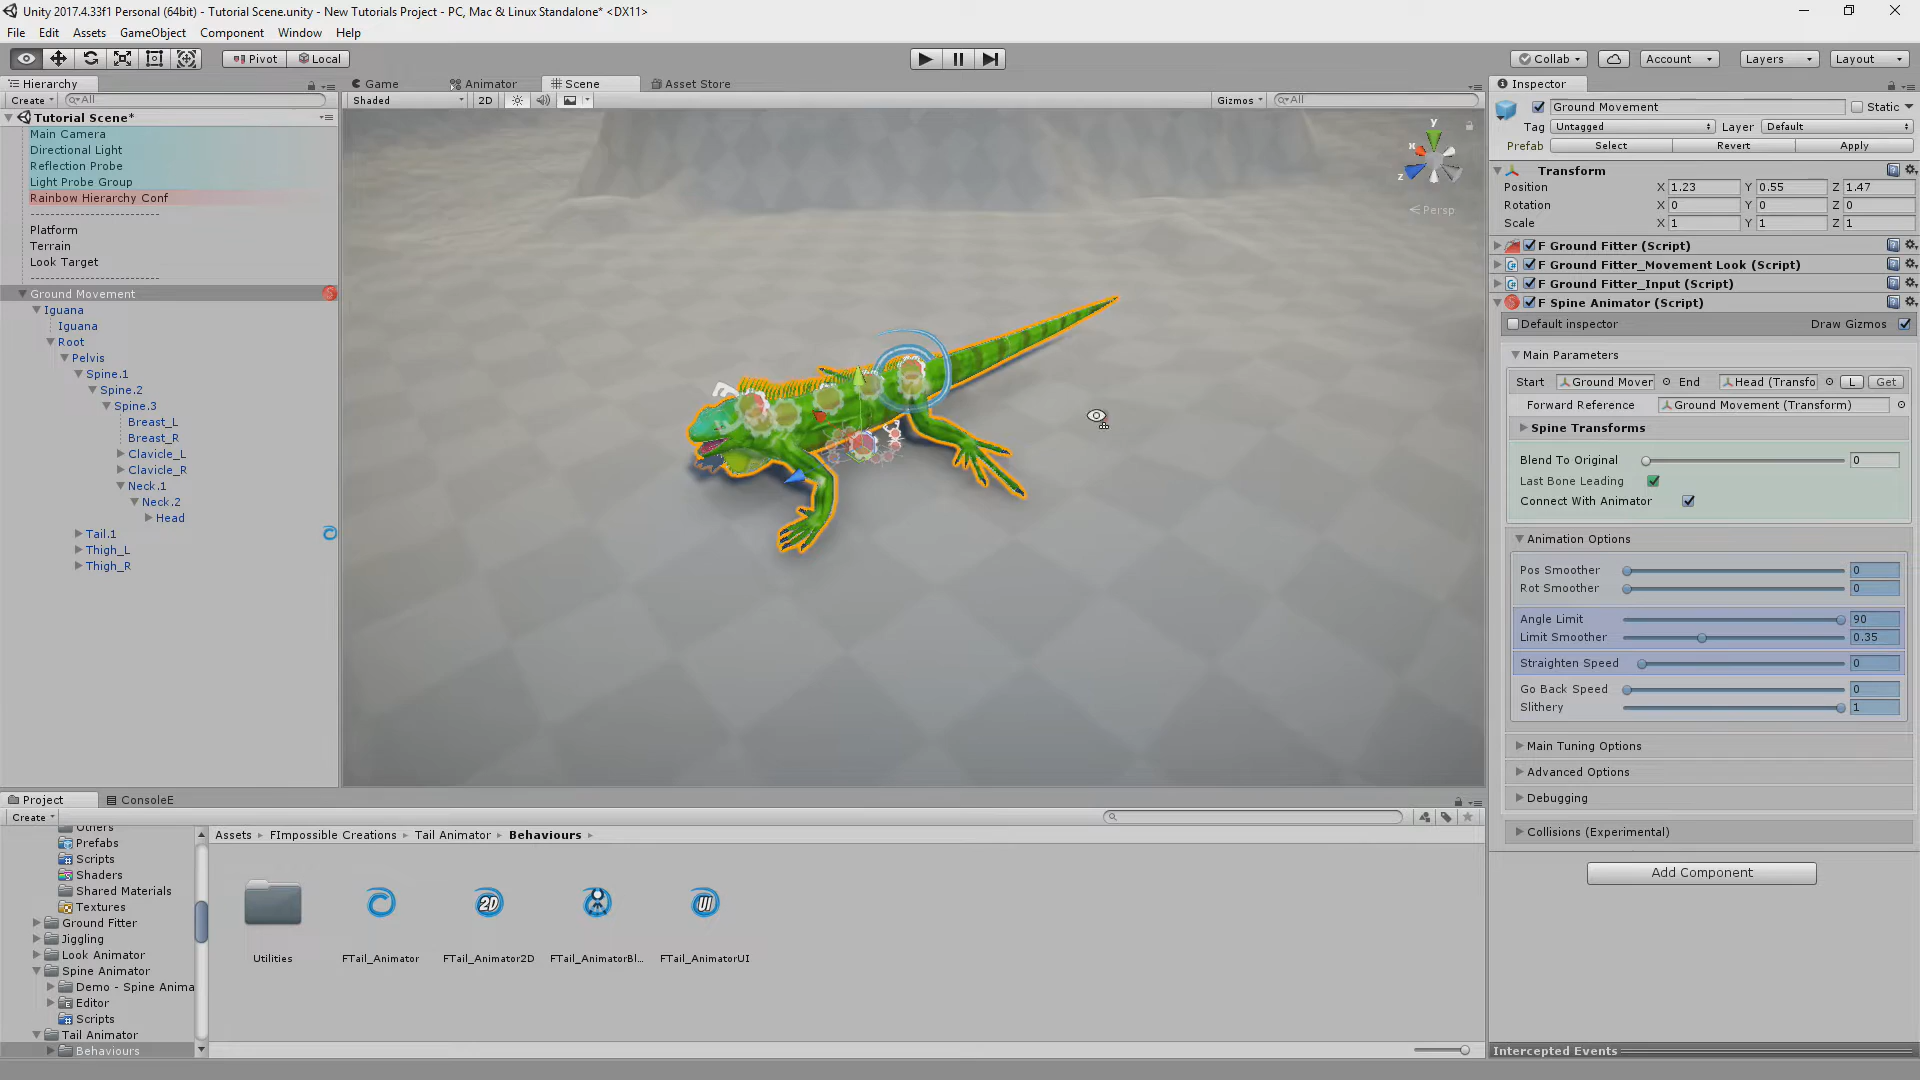 Unity 2017.4.33f1 Personal (64bit) - Tutorial Scene.unity - New Tutorials Project - PC, Mac & Linux Standalone* <DX11>
File Edit Assets GameObject Component Window Help
Pivot Local Collab Account Layers Layout
Hierarchy
Create All
Tutorial Scene*
Main Camera
Directional Light
Reflection Probe
Light Probe Group
Rainbow Hierarchy Conf
------------------------
Platform
Terrain
Look Target
------------------------
Ground Movement
Iguana
Iguana
Root
Pelvis
Spine.1
Spine.2
Spine.3
Breast_L
Breast_R
Clavicle_L
Clavicle_R
Neck.1
Neck.2
Head
Tail.1
Thigh_L
Thigh_R
Game Animator Scene Asset Store
Shaded 2D Gizmos All
y
x
z
Persp
Inspector
Ground Movement Static
Tag Untagged Layer Default
Prefab Select Revert Apply
Transform
Position X 1.23 Y 0.55 Z 1.47
Rotation X 0 Y 0 Z 0
Scale X 1 Y 1 Z 1
F Ground Fitter (Script)
F Ground Fitter_Movement Look (Script)
F Ground Fitter_Input (Script)
F Spine Animator (Script)
Default inspector Draw Gizmos
Main Parameters
Start Ground Mover End Head (Transfo L Get
Forward Reference Ground Movement (Transform)
Spine Transforms
Blend To Original 0
Last Bone Leading
Connect With Animator
Animation Options
Pos Smoother 0
Rot Smoother 0
Angle Limit 90
Limit Smoother 0.35
Straighten Speed 0
Go Back Speed 0
Slithery 1
Main Tuning Options
Advanced Options
Debugging
Collisions (Experimental)
Add Component
Intercepted Events
Project ConsoleE
Create
Others
Prefabs
Scripts
Shaders
Shared Materials
Textures
Ground Fitter
Jiggling
Look Animator
Spine Animator
Demo - Spine Anima
Editor
Scripts
Tail Animator
Behaviours
Assets FImpossible Creations Tail Animator Behaviours
2D UI
Utilities FTail_Animator FTail_Animator2D FTail_AnimatorBl... FTail_AnimatorUI